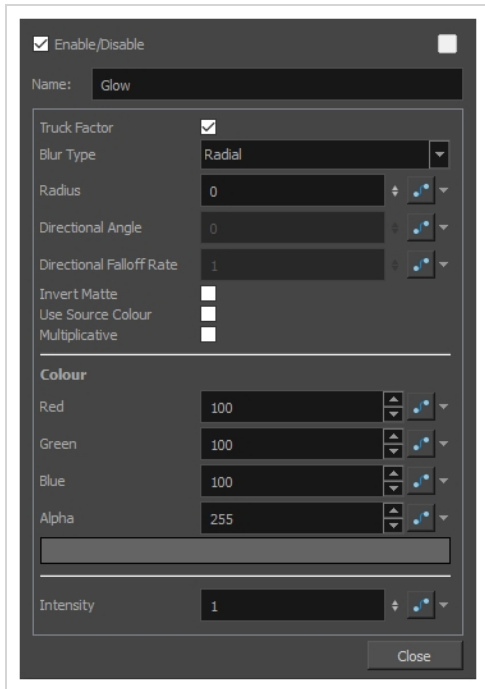 Enable/Disable
Name: Glow
Truck Factor
Blur Type Radial
Radius 0
Directional Angle 0
Directional Falloff Rate 1
Invert Matte
Use Source Colour
Multiplicative
Colour
Red 100
Green 100
Blue 100
Alpha 255
Intensity 1
Close